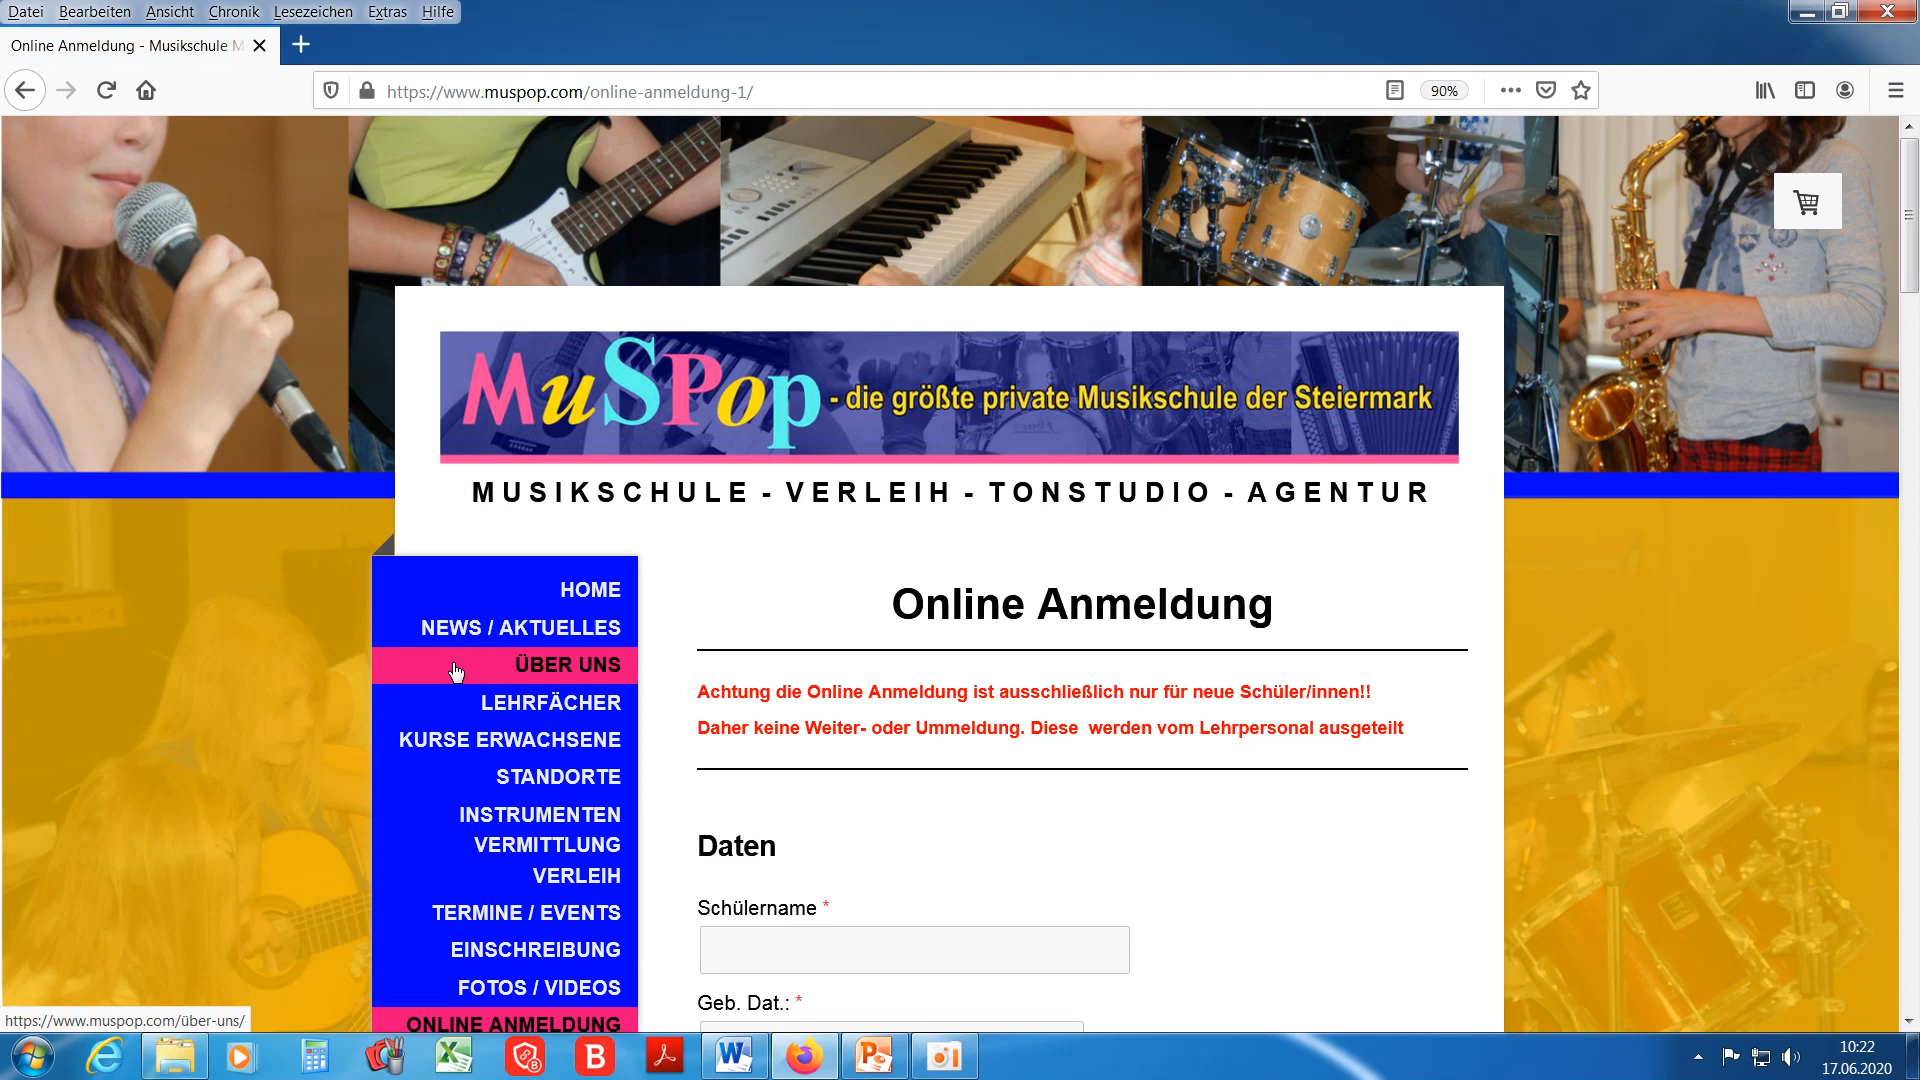 Datei Bearbeiten Ansicht Chronik Lesezeichen Extras Hilfe
Online Anmeldung - Musikschule M
https://www.muspop.com/online-anmeldung-1/
90%
MuSPop - die größte private Musikschule der Steiermark
MUSIKSCHULE - VERLEIH - TONSTUDIO - AGENTUR
HOME
NEWS / AKTUELLES
ÜBER UNS
LEHRFÄCHER
KURSE ERWACHSENE
STANDORTE
INSTRUMENTEN
VERMITTLUNG
VERLEIH
TERMINE / EVENTS
EINSCHREIBUNG
FOTOS / VIDEOS
ONLINE ANMELDUNG
Online Anmeldung
Achtung die Online Anmeldung ist ausschließlich nur für neue Schüler/innen!!
Daher keine Weiter- oder Ummeldung. Diese  werden vom Lehrpersonal ausgeteilt
Daten
Schülername *
Geb. Dat.: *
https://www.muspop.com/über-uns/
10:22
17.06.2020